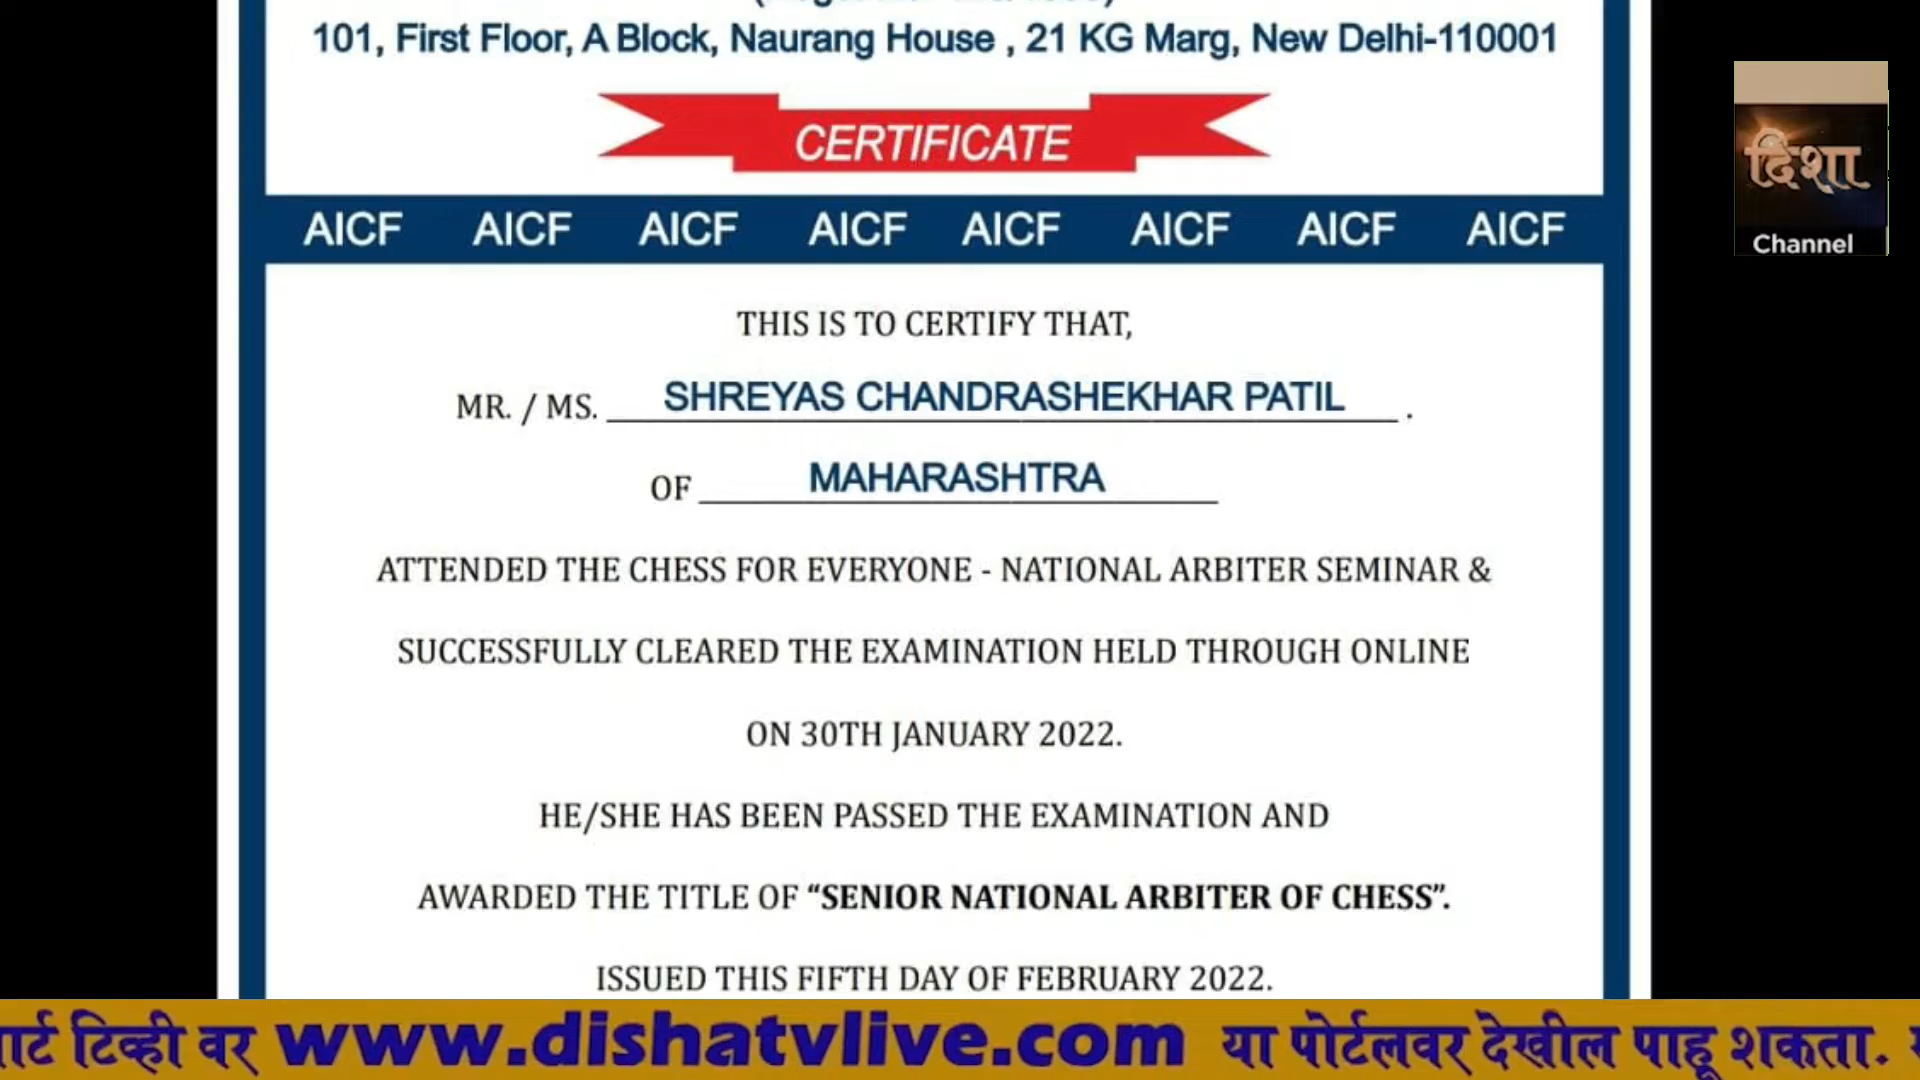 101, First Floor, A Block, Naurang House , 21 KG Marg, New Delhi-110001
CERTIFICATE
दिशा
Channel
AICF AICF AICF AICF AICF AICF AICF AICF
THIS IS TO CERTIFY THAT,
MR. / MS. SHREYAS CHANDRASHEKHAR PATIL .
OF MAHARASHTRA
ATTENDED THE CHESS FOR EVERYONE - NATIONAL ARBITER SEMINAR &
SUCCESSFULLY CLEARED THE EXAMINATION HELD THROUGH ONLINE
ON 30TH JANUARY 2022.
HE/SHE HAS BEEN PASSED THE EXAMINATION AND
AWARDED THE TITLE OF “SENIOR NATIONAL ARBITER OF CHESS”.
ISSUED THIS FIFTH DAY OF FEBRUARY 2022.
टिव्ही वर www.dishatvlive.com या पोर्टलवर देखील पाहू शकता.